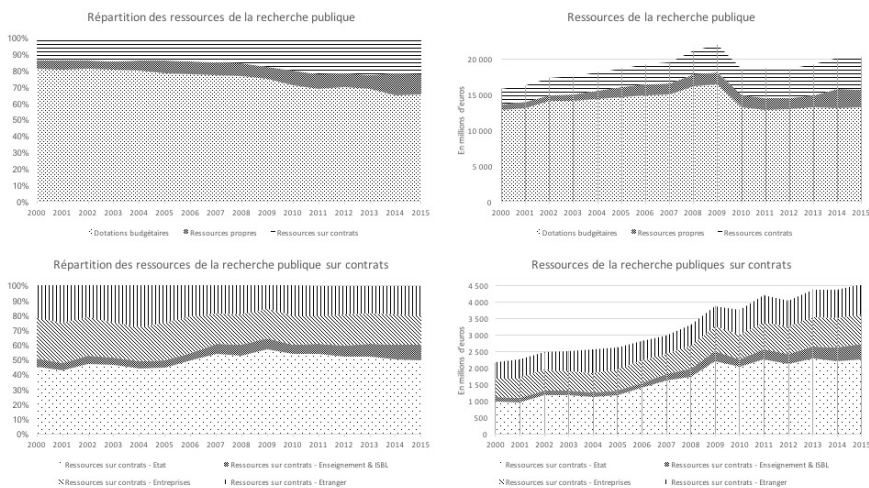 Répartition des ressources de la recherche publique
100%
90%
80%
70%
60%
50%
40%
30%
20%
10%
0%
2000 2001 2002 2003 2004 2005 2006 2007 2008 2009 2010 2011 2012 2013 2014 2015
Dotations budgétaires Ressources propres Ressources sur contrats
Ressources de la recherche publique
En millions d'euros
20 000
15 000
10 000
5 000
0
2000 2001 2002 2003 2004 2005 2006 2007 2008 2009 2010 2011 2012 2013 2014 2015
Dotations budgétaires Ressources propres Ressources contrats
Répartition des ressources de la recherche publique sur contrats
100%
90%
80%
70%
60%
50%
40%
30%
20%
10%
0%
2000 2001 2002 2003 2004 2005 2006 2007 2008 2009 2010 2011 2012 2013 2014 2015
Ressources sur contrats - Etat Ressources sur contrats - Enseignement & ISBL
Ressources sur contrats - Entreprises Ressources sur contrats - Etranger
Ressources de la recherche publiques sur contrats
En millions d'euros
4 500
4 000
3 500
3 000
2 500
2 000
1 500
1 000
500
0
2000 2001 2002 2003 2004 2005 2006 2007 2008 2009 2010 2011 2012 2013 2014 2015
Ressources sur contrats - Etat Ressources sur contrats - Enseignement & ISBL
Ressources sur contrats - Entreprises Ressources sur contrats - Etranger